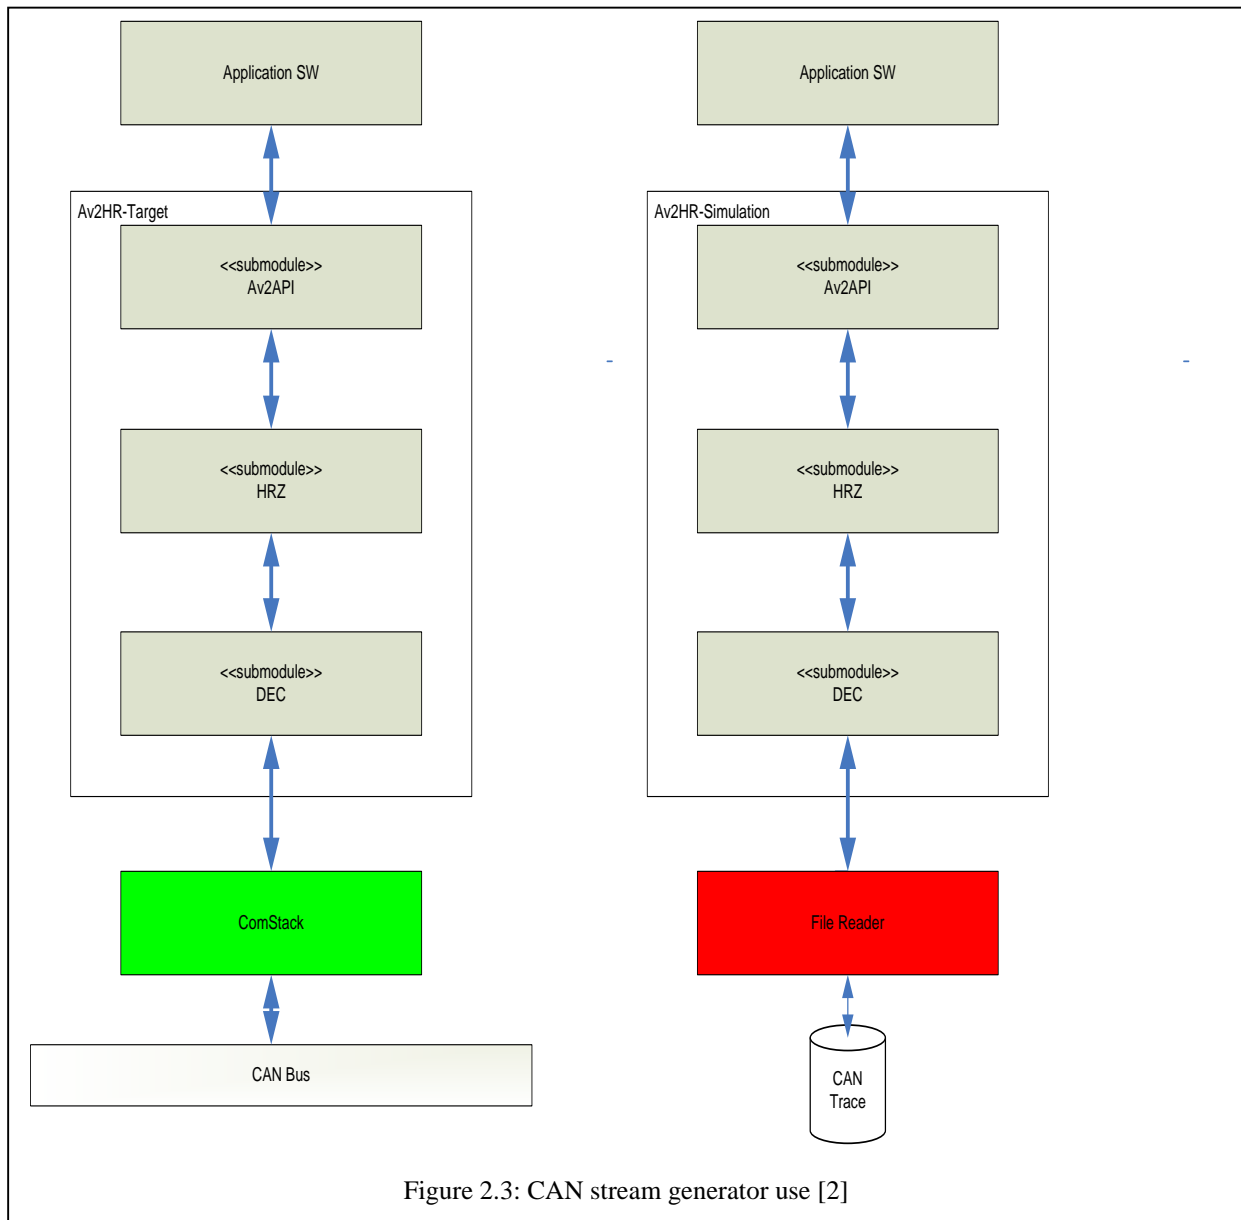 Application SW
Av2HR-Target
<<submodule>>
Av2API
<<submodule>>
HRZ
<<submodule>>
DEC
ComStack
CAN Bus
Application SW
Av2HR-Simulation
<<submodule>>
Av2API
<<submodule>>
HRZ
<<submodule>>
DEC
File Reader
CAN
Trace
Figure 2.3: CAN stream generator use [2]